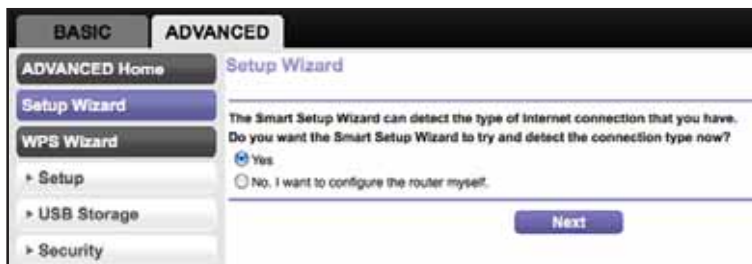 BASIC
ADVANCED
ADVANCED Home
Setup Wizard
WPS Wizard
Setup
USB Storage
Security
Setup Wizard
The Smart Setup Wizard can detect the type of Internet connection that you have.
Do you want the Smart Setup Wizard to try and detect the connection type now?
Yes
No. I want to configure the router myself.
Next